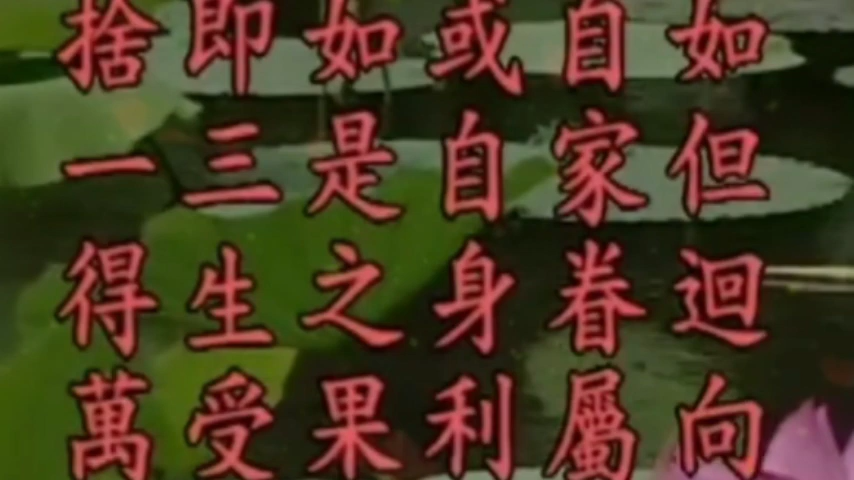 如但迴向
自家眷屬
或自身利
如是之果
即三生受
捨一得萬